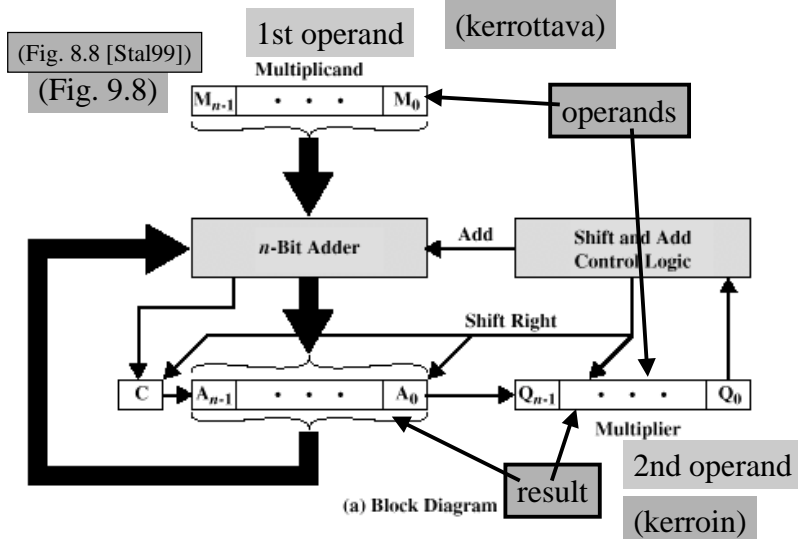 1st operand
(kerrottava)
(Fig. 8.8 [Stal99])
(Fig. 9.8)
Multiplicand
Mn-1 • • • M0
operands
n-Bit Adder
Add
Shift and Add
Control Logic
Shift Right
C
An-1 • • • A0
Qn-1 • • • Q0
Multiplier
2nd operand
result
(a) Block Diagram
(kerroin)